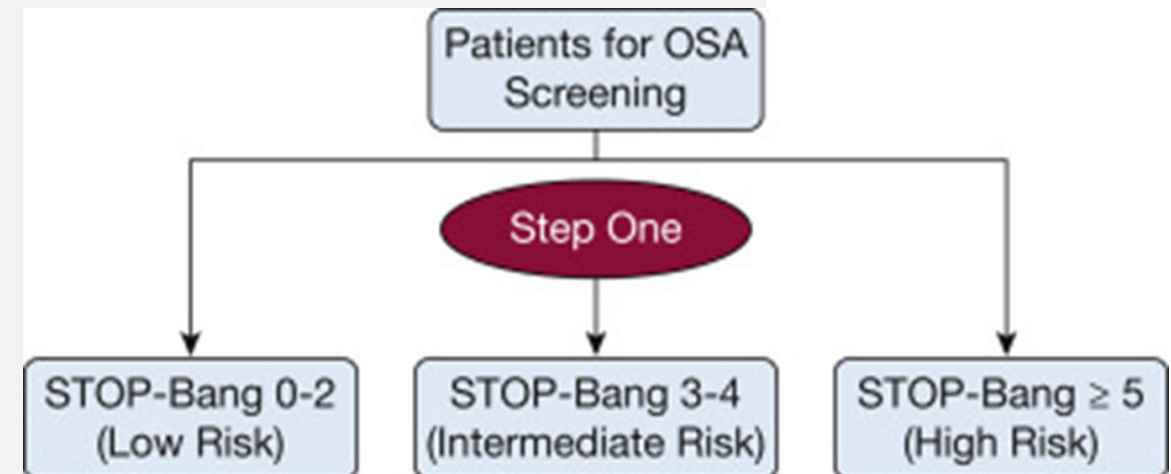 Patients for OSA
Screening
Step One
STOP-Bang 0-2
(Low Risk)
STOP-Bang 3-4
(Intermediate Risk)
STOP-Bang ≥ 5
(High Risk)